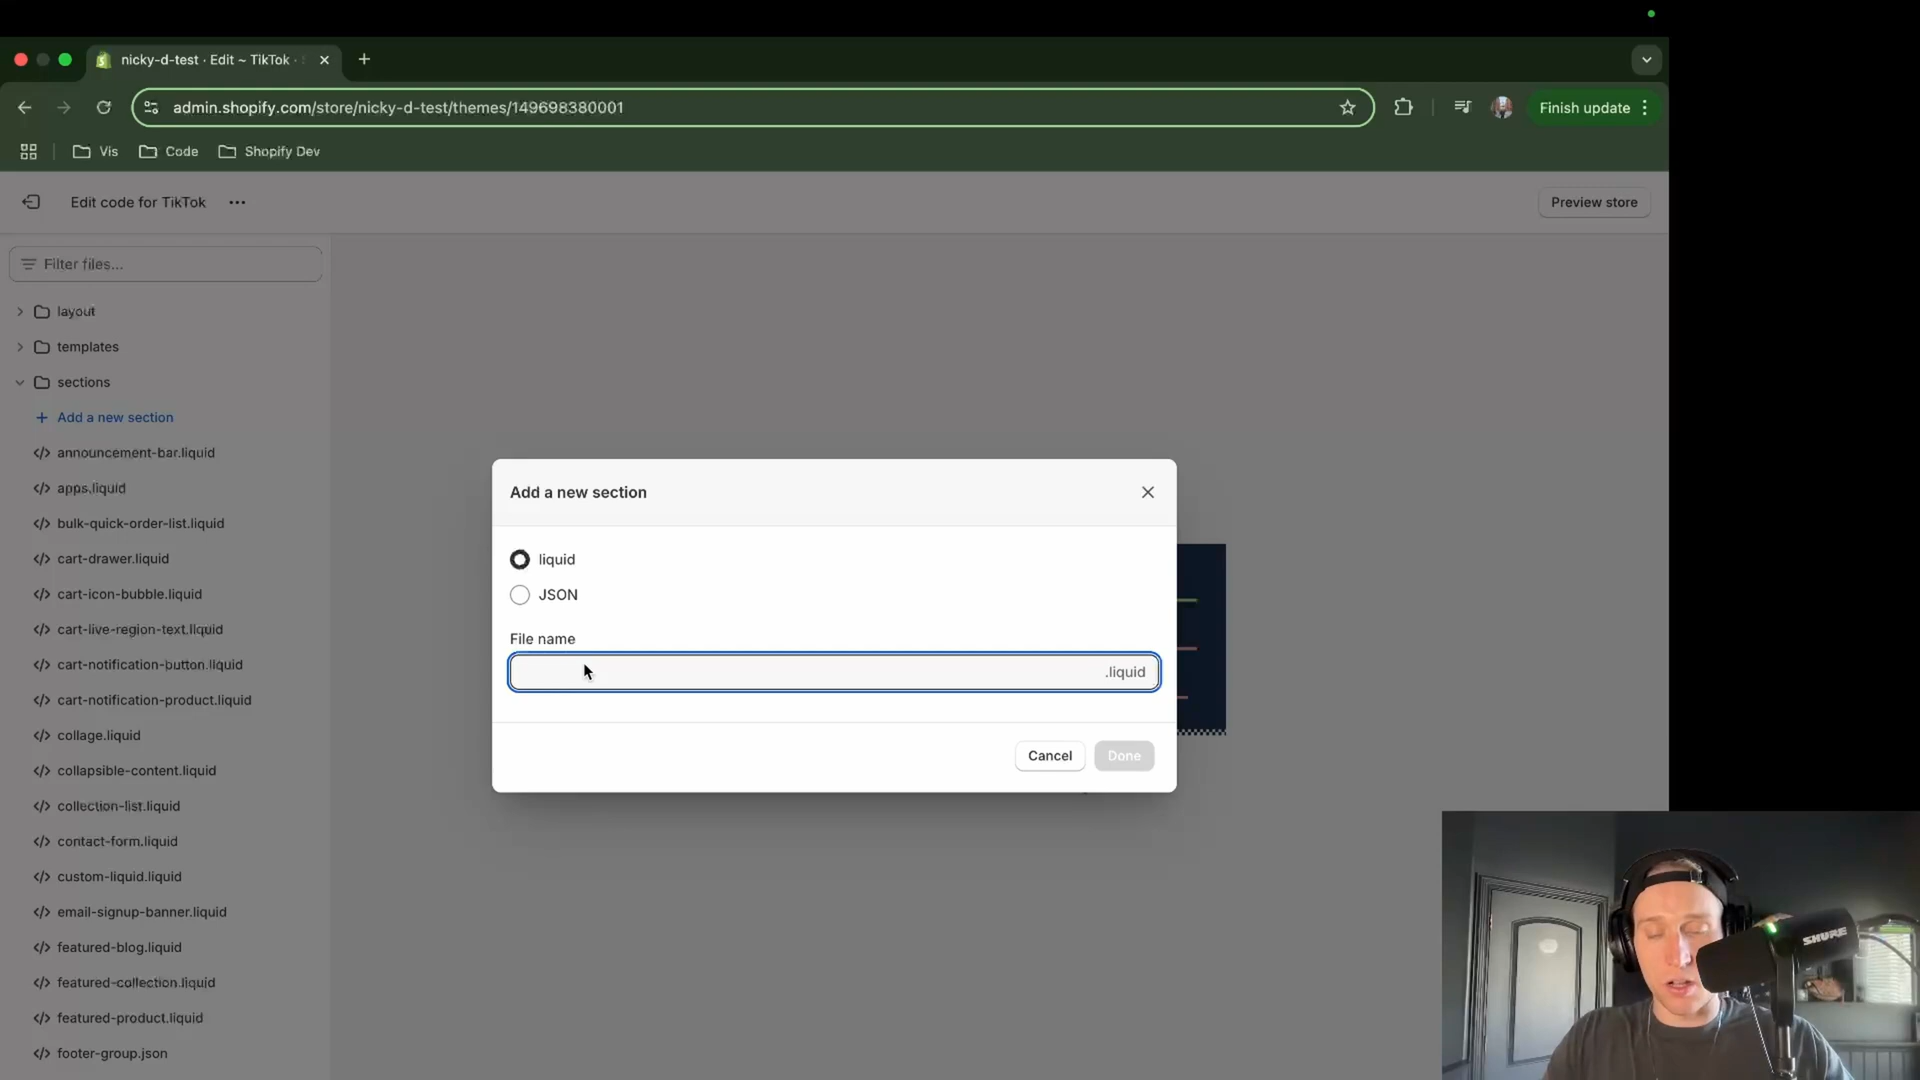 nicky-d-test · Edit ~ TikTok ·
admin.shopify.com/store/nicky-d-test/themes/149698380001
Finish update
Vis
Code
Shopify Dev
Edit code for TikTok
Preview store
Filter files...
layout
templates
sections
Add a new section
announcement-bar.liquid
apps.liquid
bulk-quick-order-list.liquid
cart-drawer.liquid
cart-icon-bubble.liquid
cart-live-region-text.liquid
cart-notification-button.liquid
cart-notification-product.liquid
collage.liquid
collapsible-content.liquid
collection-list.liquid
contact-form.liquid
custom-liquid.liquid
email-signup-banner.liquid
featured-blog.liquid
featured-collection.liquid
featured-product.liquid
footer-group.json
Add a new section
liquid
JSON
File name
.liquid
Cancel
Done
SHURE